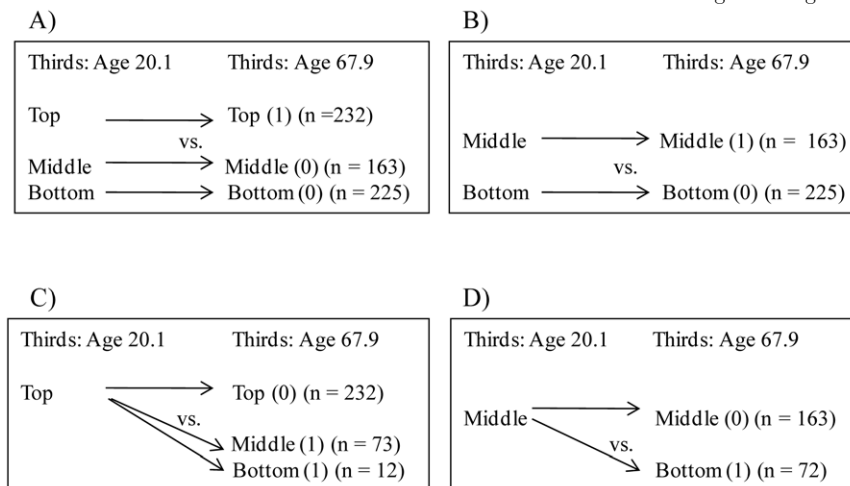 A)
Thirds: Age 20.1 Thirds: Age 67.9
Top Top (1) (n =232)
vs.
Middle Middle (0) (n = 163)
Bottom Bottom (0) (n = 225)
B)
Thirds: Age 20.1 Thirds: Age 67.9
Middle Middle (1) (n = 163)
vs.
Bottom Bottom (0) (n = 225)
C)
Thirds: Age 20.1 Thirds: Age 67.9
Top Top (0) (n = 232)
vs.
Middle (1) (n = 73)
Bottom (1) (n = 12)
D)
Thirds: Age 20.1 Thirds: Age 67.9
Middle Middle (0) (n = 163)
vs.
Bottom (1) (n = 72)